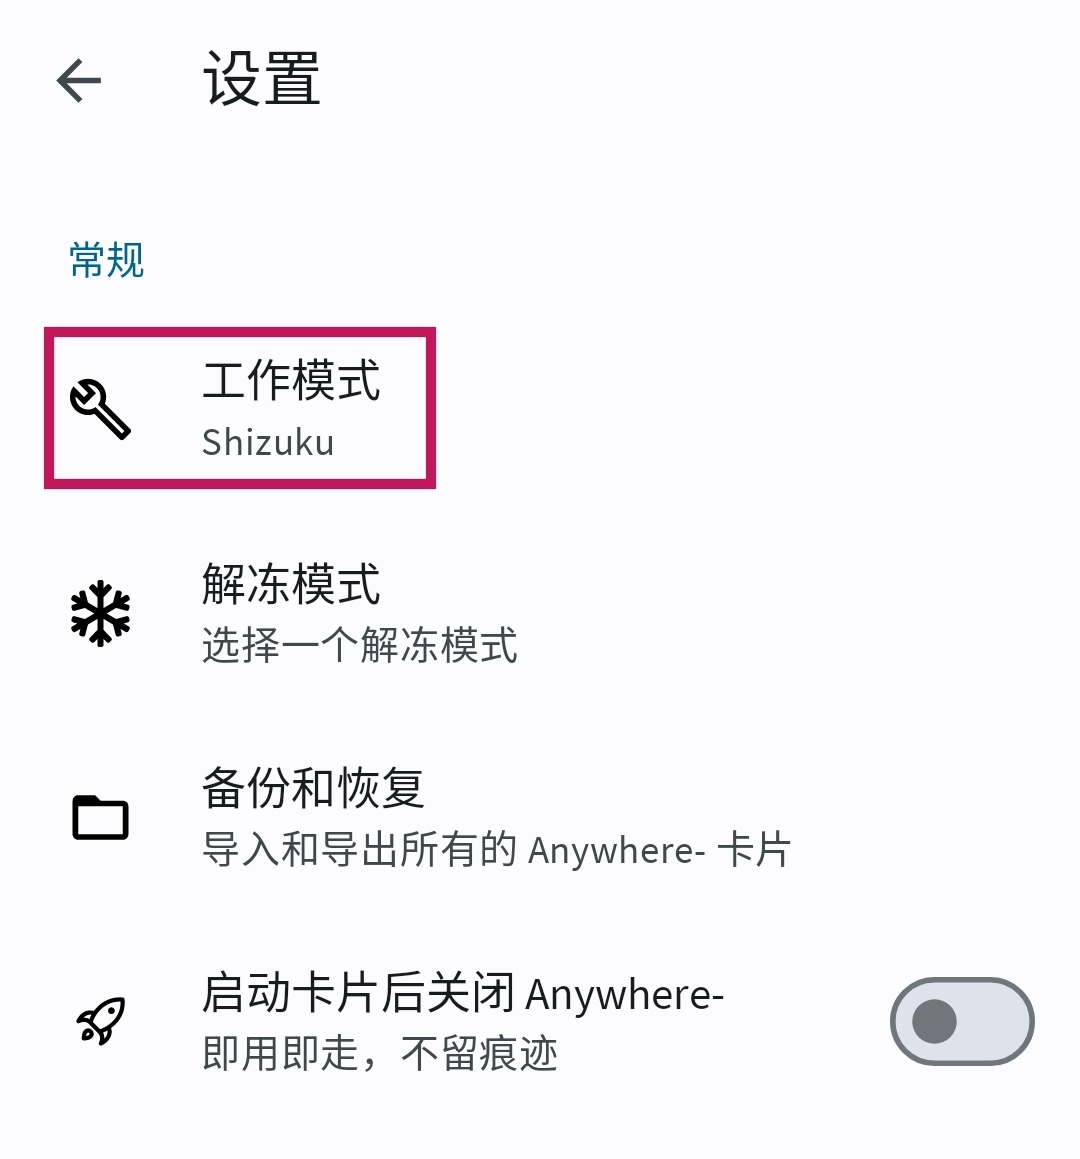 设置
常规
工作模式
Shizuku
解冻模式
选择一个解冻模式
备份和恢复
导入和导出所有的 Anywhere- 卡片
启动卡片后关闭 Anywhere-
即用即走，不留痕迹